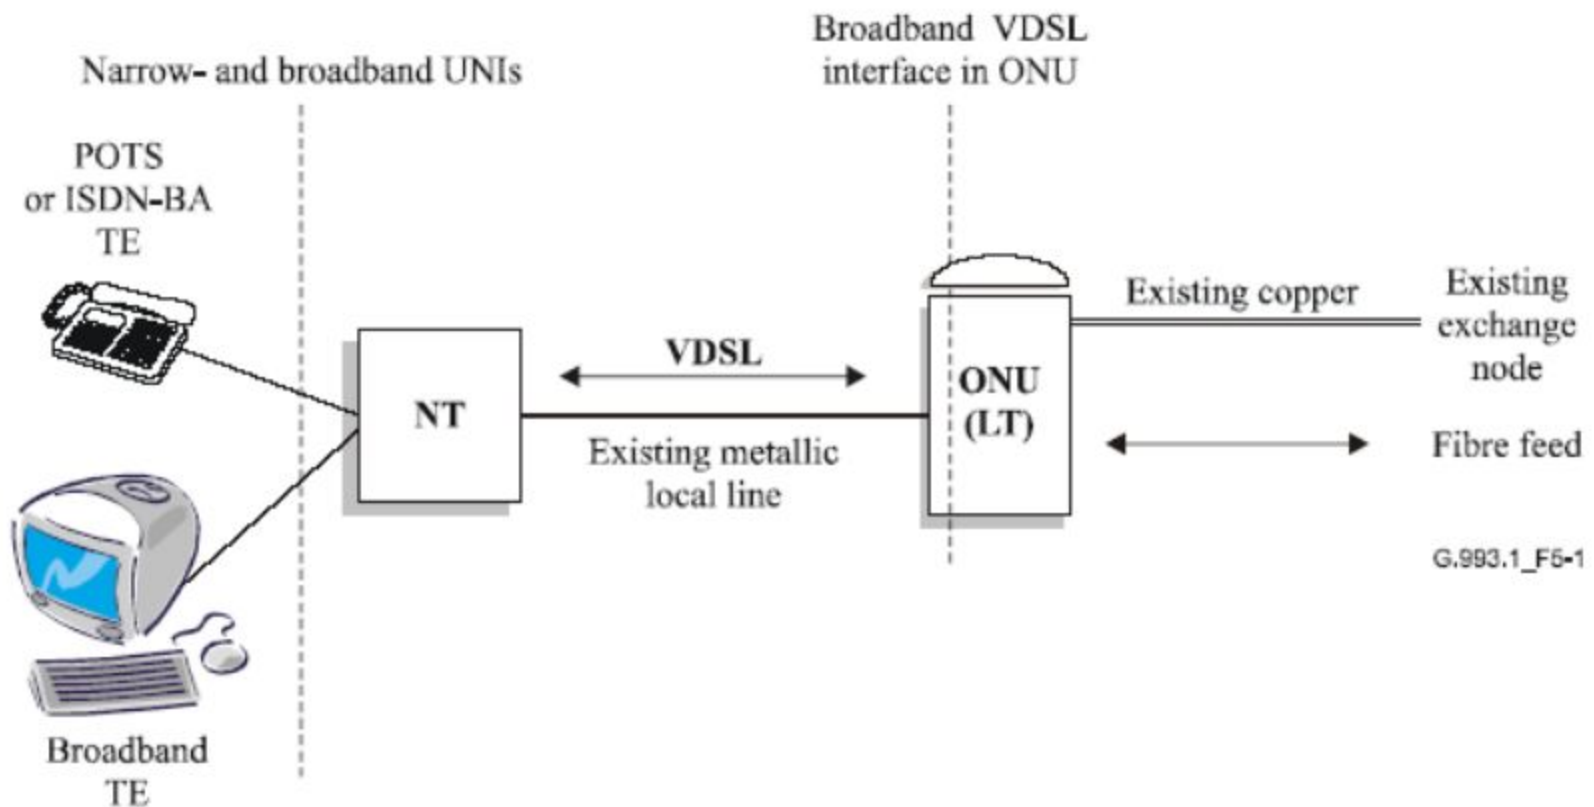 Broadband VDSL
interface in ONU
Narrow- and broadband UNIs
POTS
or ISDN-BA
TE
Existing copper
Existing
exchange
node
VDSL
NT
ONU
(LT)
Existing metallic
local line
Fibre feed
G.993.1_F5-1
Broadband
TE